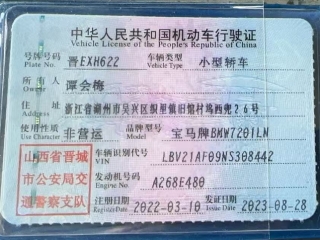 中华人民共和国机动车行驶证
Vehicle License of the People's Republic of China
号牌号码 晋EXH622 车辆类型 小型轿车
Plate No. Vehicle Type
所有人 谭会梅
Owner
住址 浙江省湖州市吴兴区织里镇旧馆村坞西兜26号
Address
使用性质 非营运 品牌型号 宝马牌BMW7201LN
Use Character Model
山西省晋城市公安局交通警察支队
车辆识别代号 LBV21AF09NS308442
VIN
发动机号码 A268E480
Engine No.
注册日期 2022-03-10 发证日期 2023-08-28
Register Date Issue Date